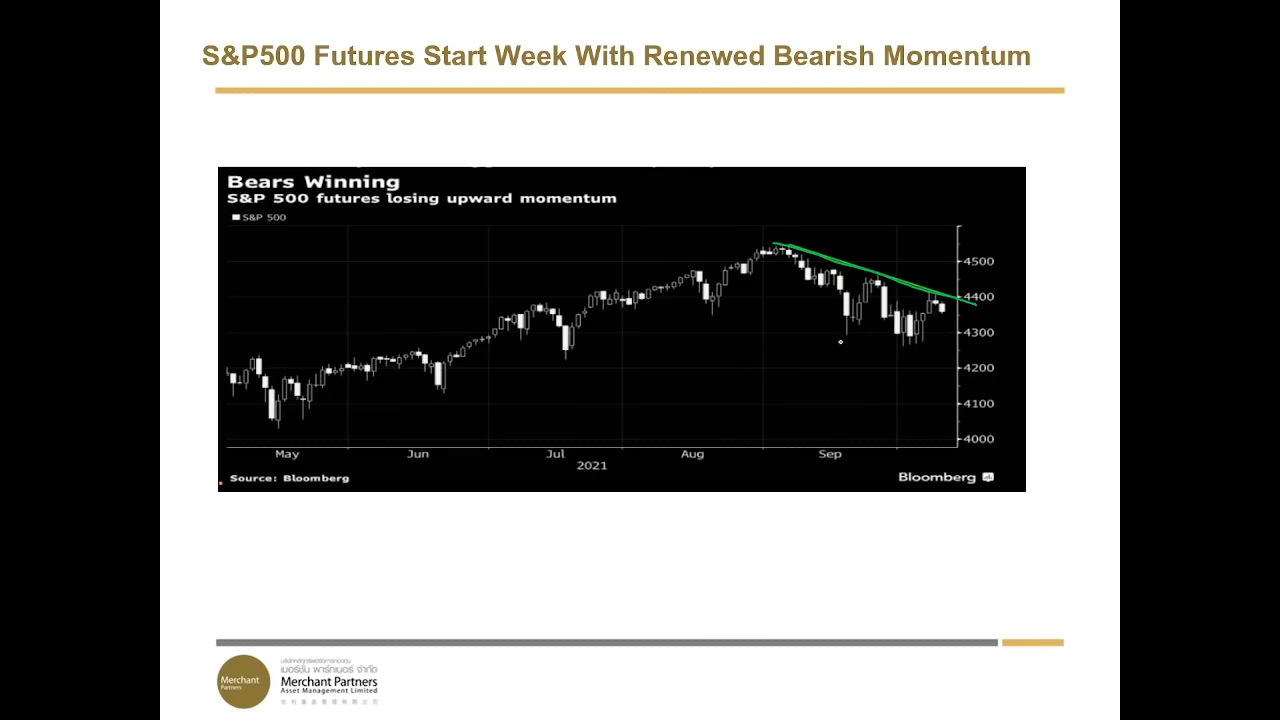 S&P500 Futures Start Week With Renewed Bearish Momentum
Bears Winning
S&P 500 futures losing upward momentum
S&P 500
4500
4400
4300
4200
4100
4000
May Jun Jul Aug Sep
2021
Source: Bloomberg
Bloomberg
Merchant
Partners
บริษัทหลักทรัพย์จัดการกองทุน
เมอร์ชั่น พาร์ทเนอร์ จำกัด
Merchant Partners
Asset Management Limited